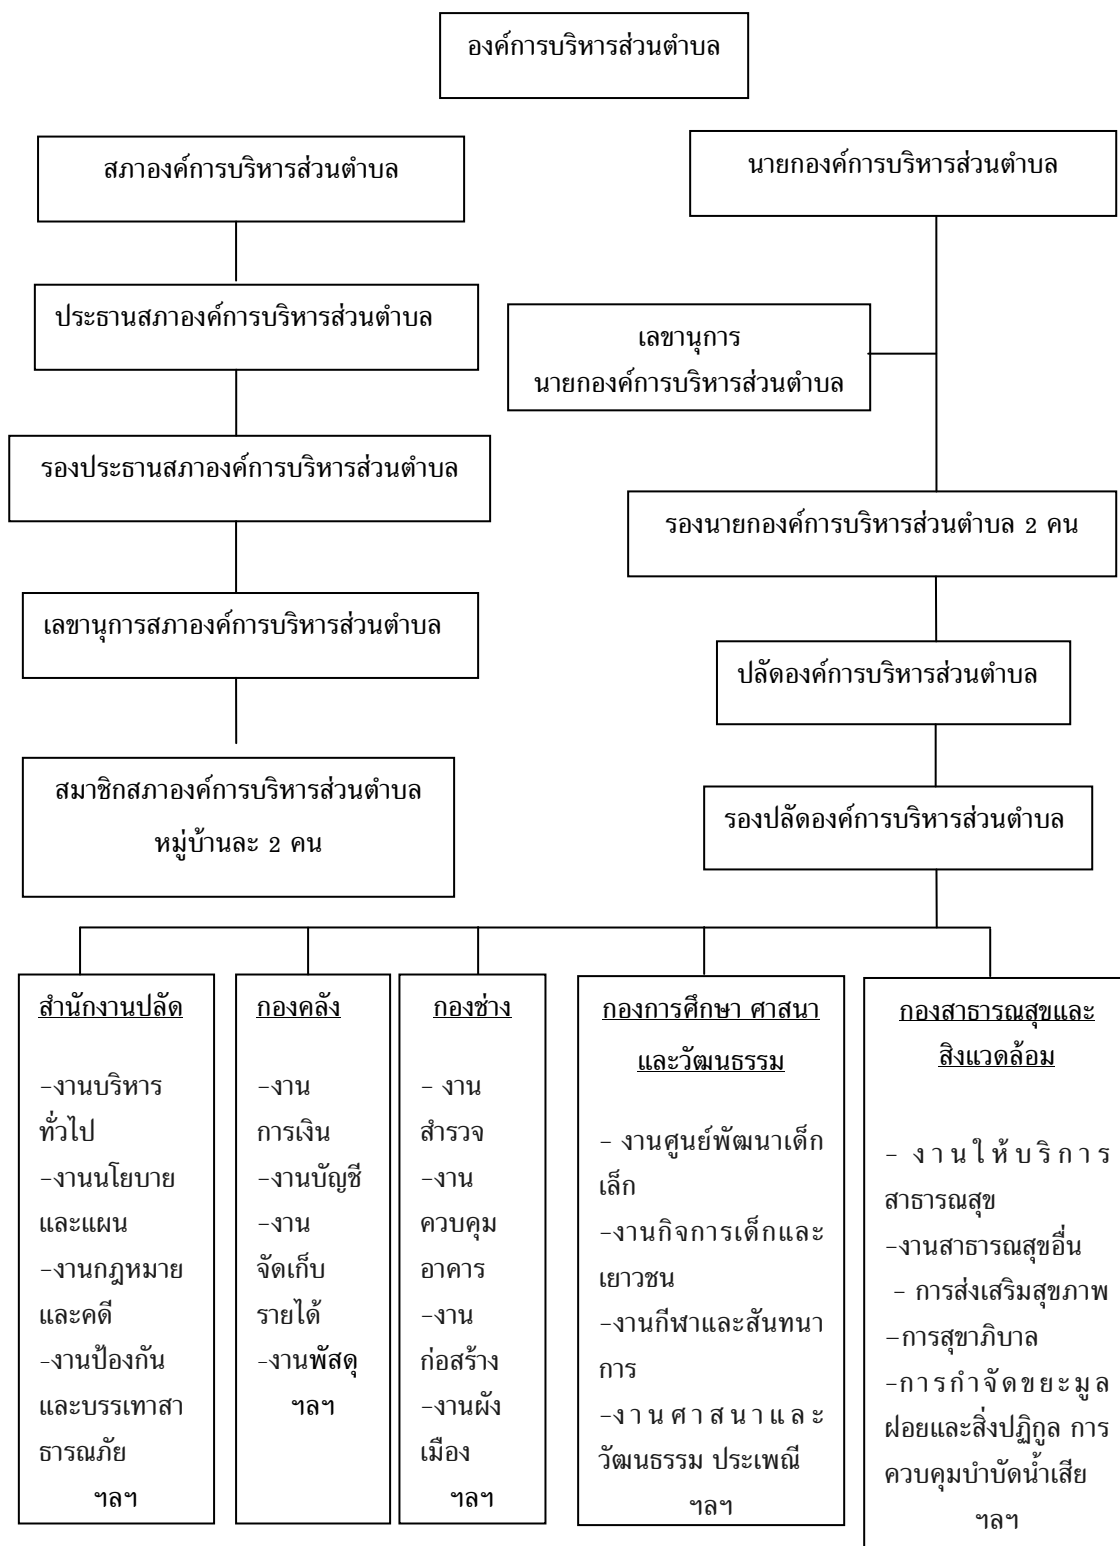 องค์การบริหารส่วนตำบล
สภาองค์การบริหารส่วนตำบล
ประธานสภาองค์การบริหารส่วนตำบล
รองประธานสภาองค์การบริหารส่วนตำบล
เลขานุการสภาองค์การบริหารส่วนตำบล
สมาชิกสภาองค์การบริหารส่วนตำบล
หมู่บ้านละ 2 คน
นายกองค์การบริหารส่วนตำบล
เลขานุการ
นายกองค์การบริหารส่วนตำบล
รองนายกองค์การบริหารส่วนตำบล 2 คน
ปลัดองค์การบริหารส่วนตำบล
รองปลัดองค์การบริหารส่วนตำบล
สำนักงานปลัด
-งานบริหาร
ทั่วไป
-งานนโยบาย
และแผน
-งานกฎหมาย
และคดี
-งานป้องกัน
และบรรเทาสา
ธารณภัย
ฯลฯ
กองคลัง
-งาน
การเงิน
-งานบัญชี
-งาน
จัดเก็บ
รายได้
-งานพัสดุ
ฯลฯ
กองช่าง
- งาน
สำรวจ
-งาน
ควบคุม
อาคาร
-งาน
ก่อสร้าง
-งานผัง
เมือง
ฯลฯ
กองการศึกษา ศาสนา
และวัฒนธรรม
- งานศูนย์พัฒนาเด็ก
เล็ก
-งานกิจการเด็กและ
เยาวชน
-งานกีฬาและสันทนา
การ
-งานศาสนาและ
วัฒนธรรม ประเพณี
ฯลฯ
กองสาธารณสุขและ
สิงแวดล้อม
- งานให้บริการ
สาธารณสุข
-งานสาธารณสุขอื่น
- การส่งเสริมสุขภาพ
-การสุขาภิบาล
-การกำจัดขยะมูล
ฝอยและสิ่งปฏิกูล การ
ควบคุมบำบัดน้ำเสีย
ฯลฯ